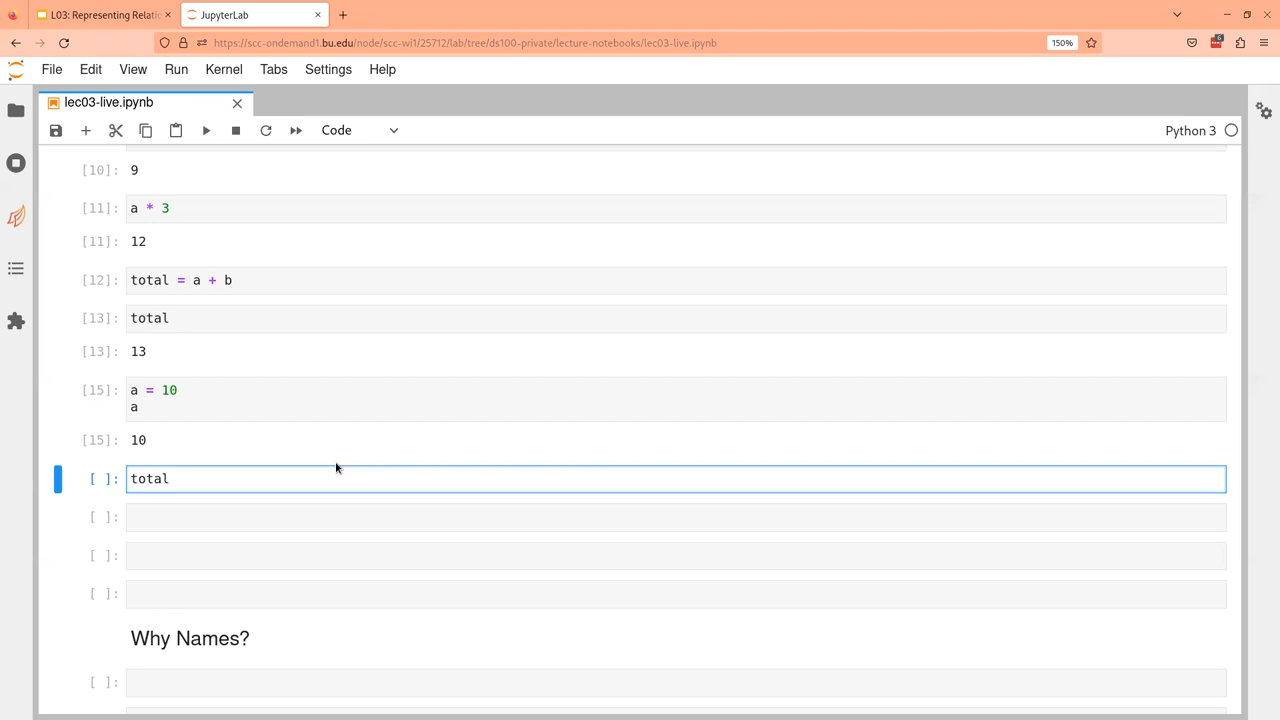 L03: Representing Relatio
JupyterLab
https://scc-ondemand1.bu.edu/node/scc-wi1/25712/lab/tree/ds100-private/lecture-notebooks/lec03-live.ipynb
150%
6
File Edit View Run Kernel Tabs Settings Help
lec03-live.ipynb
Code
Python 3
[10]: 9
[11]: a * 3
[11]: 12
[12]: total = a + b
[13]: total
[13]: 13
[15]: a = 10
a
[15]: 10
[ ]: total
[ ]:
[ ]:
[ ]:
Why Names?
[ ]: